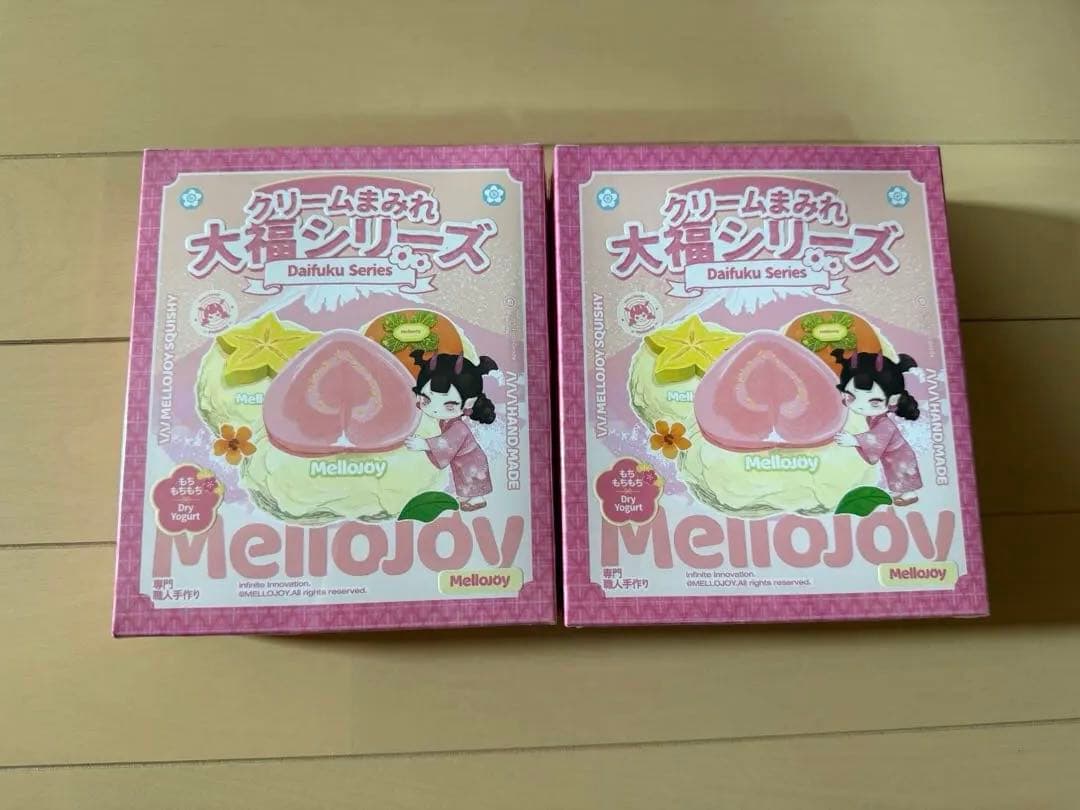 クリームまみれ
大福シリーズ
Daifuku Series
MELLOJOY SQUISHY
HAND MADE
MelloJoy
もち
もちもち
Dry
Yogurt
MelloJoy
専門
職人手作り
Infinite Innovation.
©MELLOJOY.All rights reserved.
MelloJoy
クリームまみれ
大福シリーズ
Daifuku Series
MELLOJOY SQUISHY
HAND MADE
MelloJoy
もち
もちもち
Dry
Yogurt
MelloJoy
専門
職人手作り
Infinite Innovation.
©MELLOJOY.All rights reserved.
MelloJoy